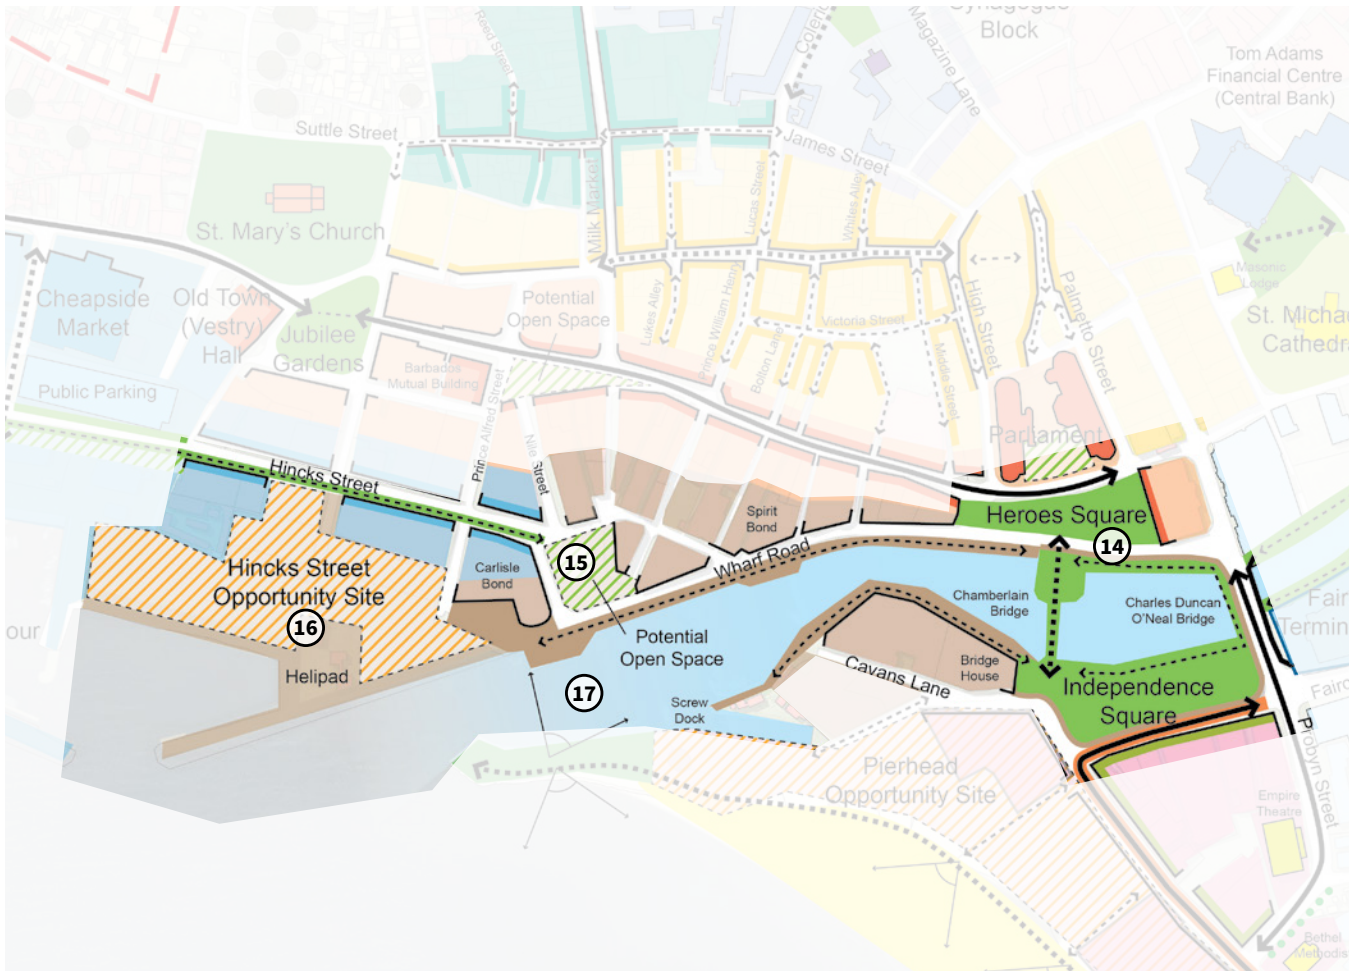 Synagogue
Block
Tom Adams
Financial Centre
(Central Bank)
Reed Street
Magazine Lane
Suttle Street
James Street
Milk Market
Lucas Street
Whites Alley
St. Mary's Church
Masonic
Lodge
Cheapside
Market
Old Town
(Vestry)
Hall
Jubilee
Gardens
Potential
Open Space
Lukes Alley
Prince William Henry
Bolton Lane
Victoria Street
Middle Street
High Street
Palmetto Street
St. Michae
Cathedra
Public Parking
Barbados
Mutual Building
Prince Alfred Street
Nile Street
Parliament
Hincks Street
Spirit
Bond
Heroes Square
14
Wharf Road
15
Carlisle
Bond
Hincks Street
Opportunity Site
16
Chamberlain
Bridge
Charles Duncan
O'Neal Bridge
Fair
Termin
our
Potential
Open Space
Helipad
17
Screw
Dock
Cavans Lane
Bridge
House
Independence
Square
Fairc
Probyn Street
Pierhead
Opportunity Site
Empire
Theatre
Bethel
Methodis